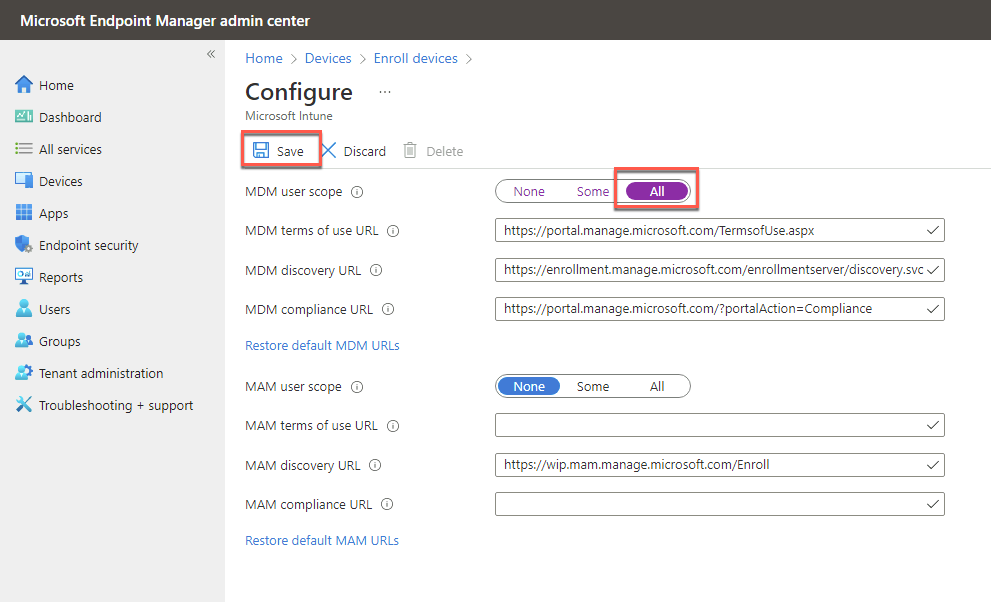 Microsoft Endpoint Manager admin center
«
Home
Dashboard
All services
Devices
Apps
Endpoint security
Reports
Users
Groups
Tenant administration
Troubleshooting + support
Home > Devices > Enroll devices >
Configure ...
Microsoft Intune
Save Discard Delete
MDM user scope None Some All
MDM terms of use URL https://portal.manage.microsoft.com/TermsofUse.aspx
MDM discovery URL https://enrollment.manage.microsoft.com/enrollmentserver/discovery.svc
MDM compliance URL https://portal.manage.microsoft.com/?portalAction=Compliance
Restore default MDM URLs
MAM user scope None Some All
MAM terms of use URL
MAM discovery URL https://wip.mam.manage.microsoft.com/Enroll
MAM compliance URL
Restore default MAM URLs